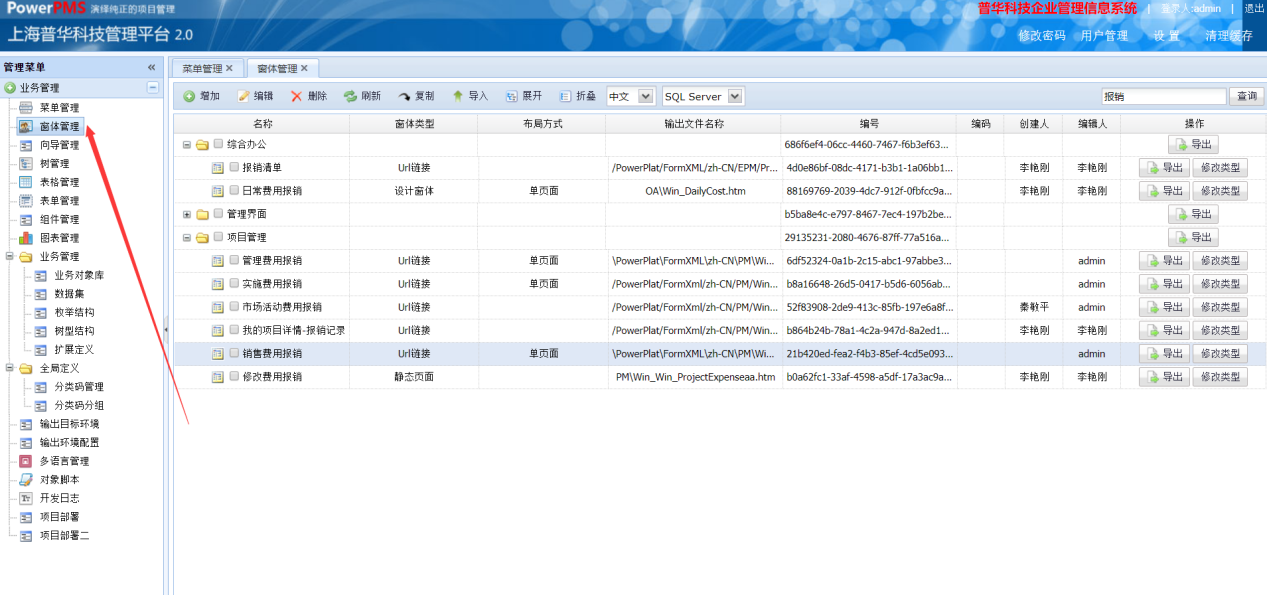 PowerPMS 演绎纯正的项目管理
普华科技企业管理信息系统 | 登录人:admin | 退出
上海普华科技管理平台 2.0
修改密码 用户管理 设 置 清理缓存
管理菜单 «
业务管理
菜单管理
窗体管理
向导管理
树管理
表格管理
表单管理
组件管理
图表管理
业务管理
业务对象库
数据集
枚举结构
树型结构
扩展定义
全局定义
分类码管理
分类码分组
输出目标环境
输出环境配置
多语言管理
对象脚本
开发日志
项目部署
项目部署二
菜单管理 × 窗体管理 ×
增加 编辑 删除 刷新 复制 导入 展开 折叠 中文 SQL Server 报销 查询
名称 窗体类型 布局方式 输出文件名称 编号 编码 创建人 编辑人 操作
综合办公 686f6ef4-06cc-4460-7467-f6b3ef63... 导出
报销清单 Url链接 /PowerPlat/FormXML/zh-CN/EPM/Pr... 4d0e86bf-08dc-4171-b3b1-1a06bb1... 李艳刚 李艳刚 导出 修改类型
日常费用报销 设计窗体 单页面 OA\Win_DailyCost.htm 88169769-2039-4dc7-912f-0fbfcc9a... 李艳刚 李艳刚 导出 修改类型
管理界面 b5ba8e4c-e797-8467-7ec4-197b2be... 导出
项目管理 29135231-2080-4676-87ff-77a516a... 导出
管理费用报销 Url链接 单页面 \PowerPlat\FormXML\zh-CN\PM\Wi... 6df52324-0a1b-2c15-abc1-97abbe3... admin 导出 修改类型
实施费用报销 Url链接 单页面 /PowerPlat/FormXml/zh-CN/PM/Win... b8a16648-26d5-0417-b5d6-6056ab... admin 导出 修改类型
市场活动费用报销 Url链接 /PowerPlat/FormXml/zh-CN/PM/Win... 52f83908-2de9-413c-85fb-197e6a8f... 秦敬平 admin 导出 修改类型
我的项目详情-报销记录 Url链接 /PowerPlat/FormXml/zh-CN/PM/Win... b864b24b-78a1-4c2a-947d-8a2ed1... 李艳刚 李艳刚 导出 修改类型
销售费用报销 Url链接 单页面 \PowerPlat\FormXML\zh-CN\PM\Wi... 21b420ed-fea2-f4b3-85ef-4cd5e093... admin 导出 修改类型
修改费用报销 静态页面 PM\Win_Win_ProjectExpenseaa.htm b0a62fc1-33af-4598-a5df-17a3ac9a... 李艳刚 李艳刚 导出 修改类型